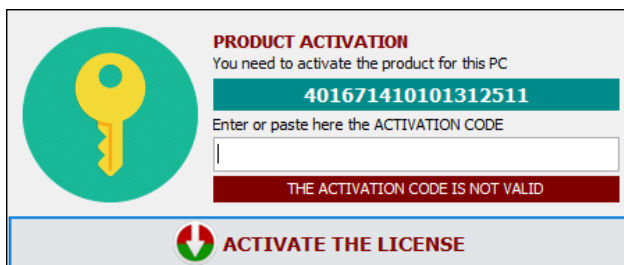 PRODUCT ACTIVATION
You need to activate the product for this PC
401671410101312511
Enter or paste here the ACTIVATION CODE
THE ACTIVATION CODE IS NOT VALID
ACTIVATE THE LICENSE